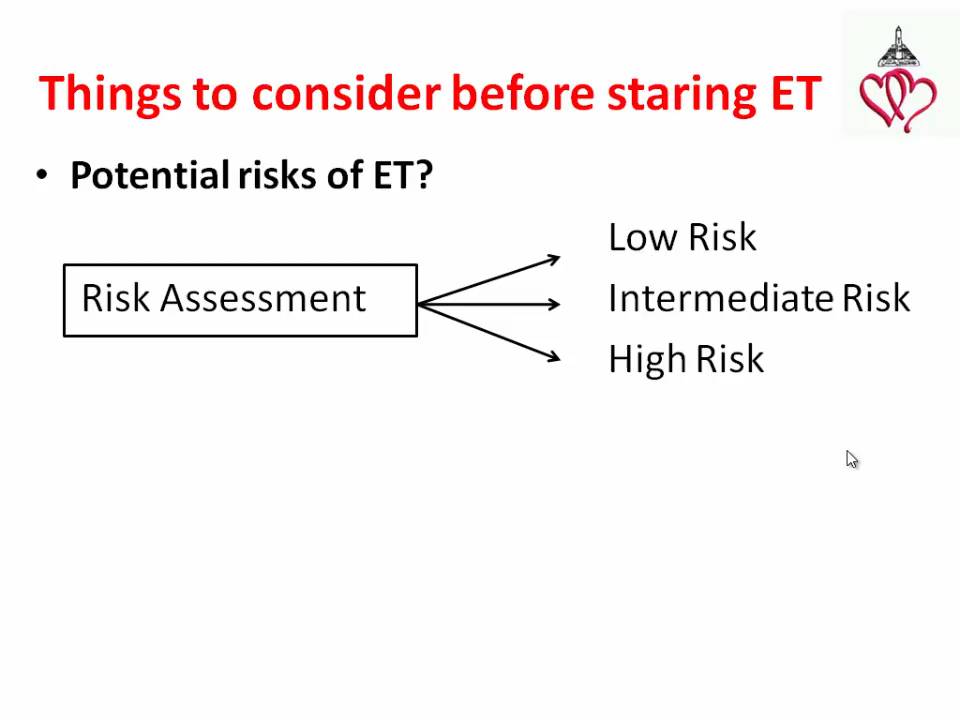 Things to consider before staring ET
• Potential risks of ET?
Low Risk
Risk Assessment
Intermediate Risk
High Risk